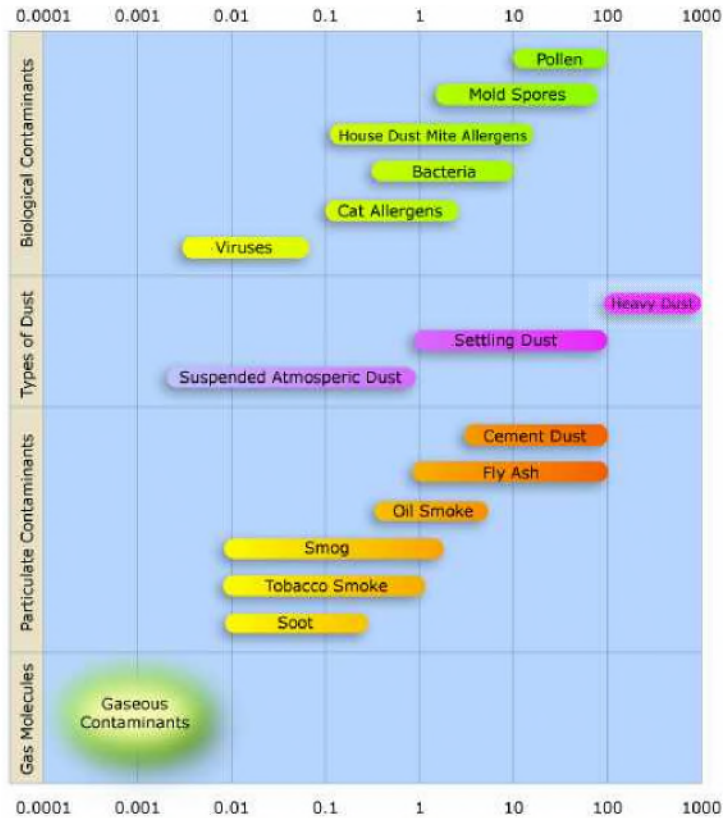 0.0001 0.001 0.01 0.1 1 10 100 1000
Biological Contaminants
Pollen
Mold Spores
House Dust Mite Allergens
Bacteria
Cat Allergens
Viruses
Types of Dust
Heavy Dust
Settling Dust
Suspended Atmosperic Dust
Particulate Contaminants
Cement Dust
Fly Ash
Oil Smoke
Smog
Tobacco Smoke
Soot
Gas Molecules
Gaseous
Contaminants
0.0001 0.001 0.01 0.1 1 10 100 1000